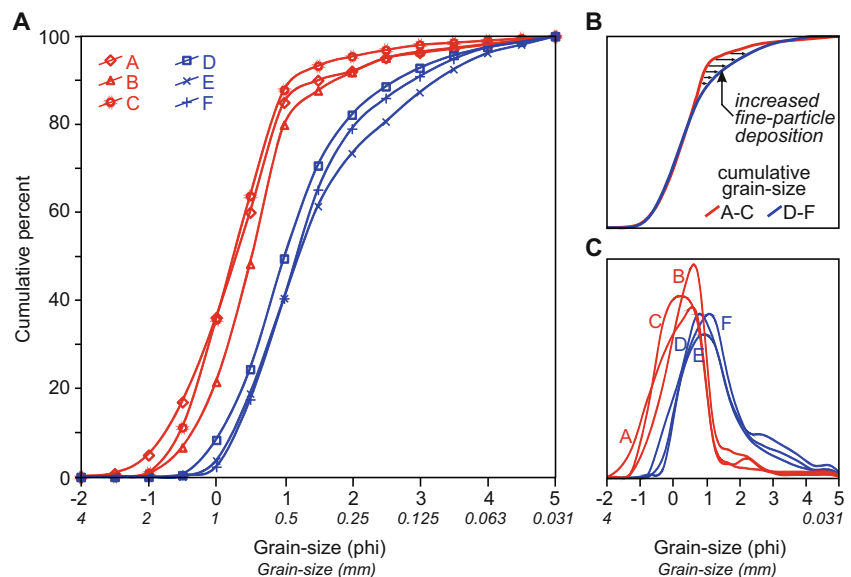 A
Cumulative percent
100
80
60
40
20
0
A D
B E
C F
-2 -1 0 1 2 3 4 5
4 2 1 0.5 0.25 0.125 0.063 0.031
Grain-size (phi)
Grain-size (mm)
B
increased
fine-particle
deposition
cumulative
grain-size
A-C D-F
C
B
C
F
D
E
A
-2 -1 0 1 2 3 4 5
4 0.031
Grain-size (phi)
Grain-size (mm)